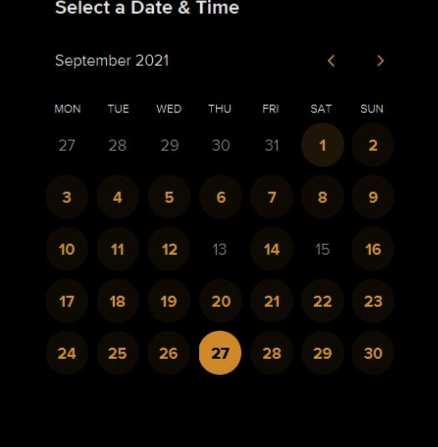 Select a Date & Time
September 2021
MON TUE WED THU FRI SAT SUN
27 28 29 30 31 1 2
3 4 5 6 7 8 9
10 11 12 13 14 15 16
17 18 19 20 21 22 23
24 25 26 27 28 29 30